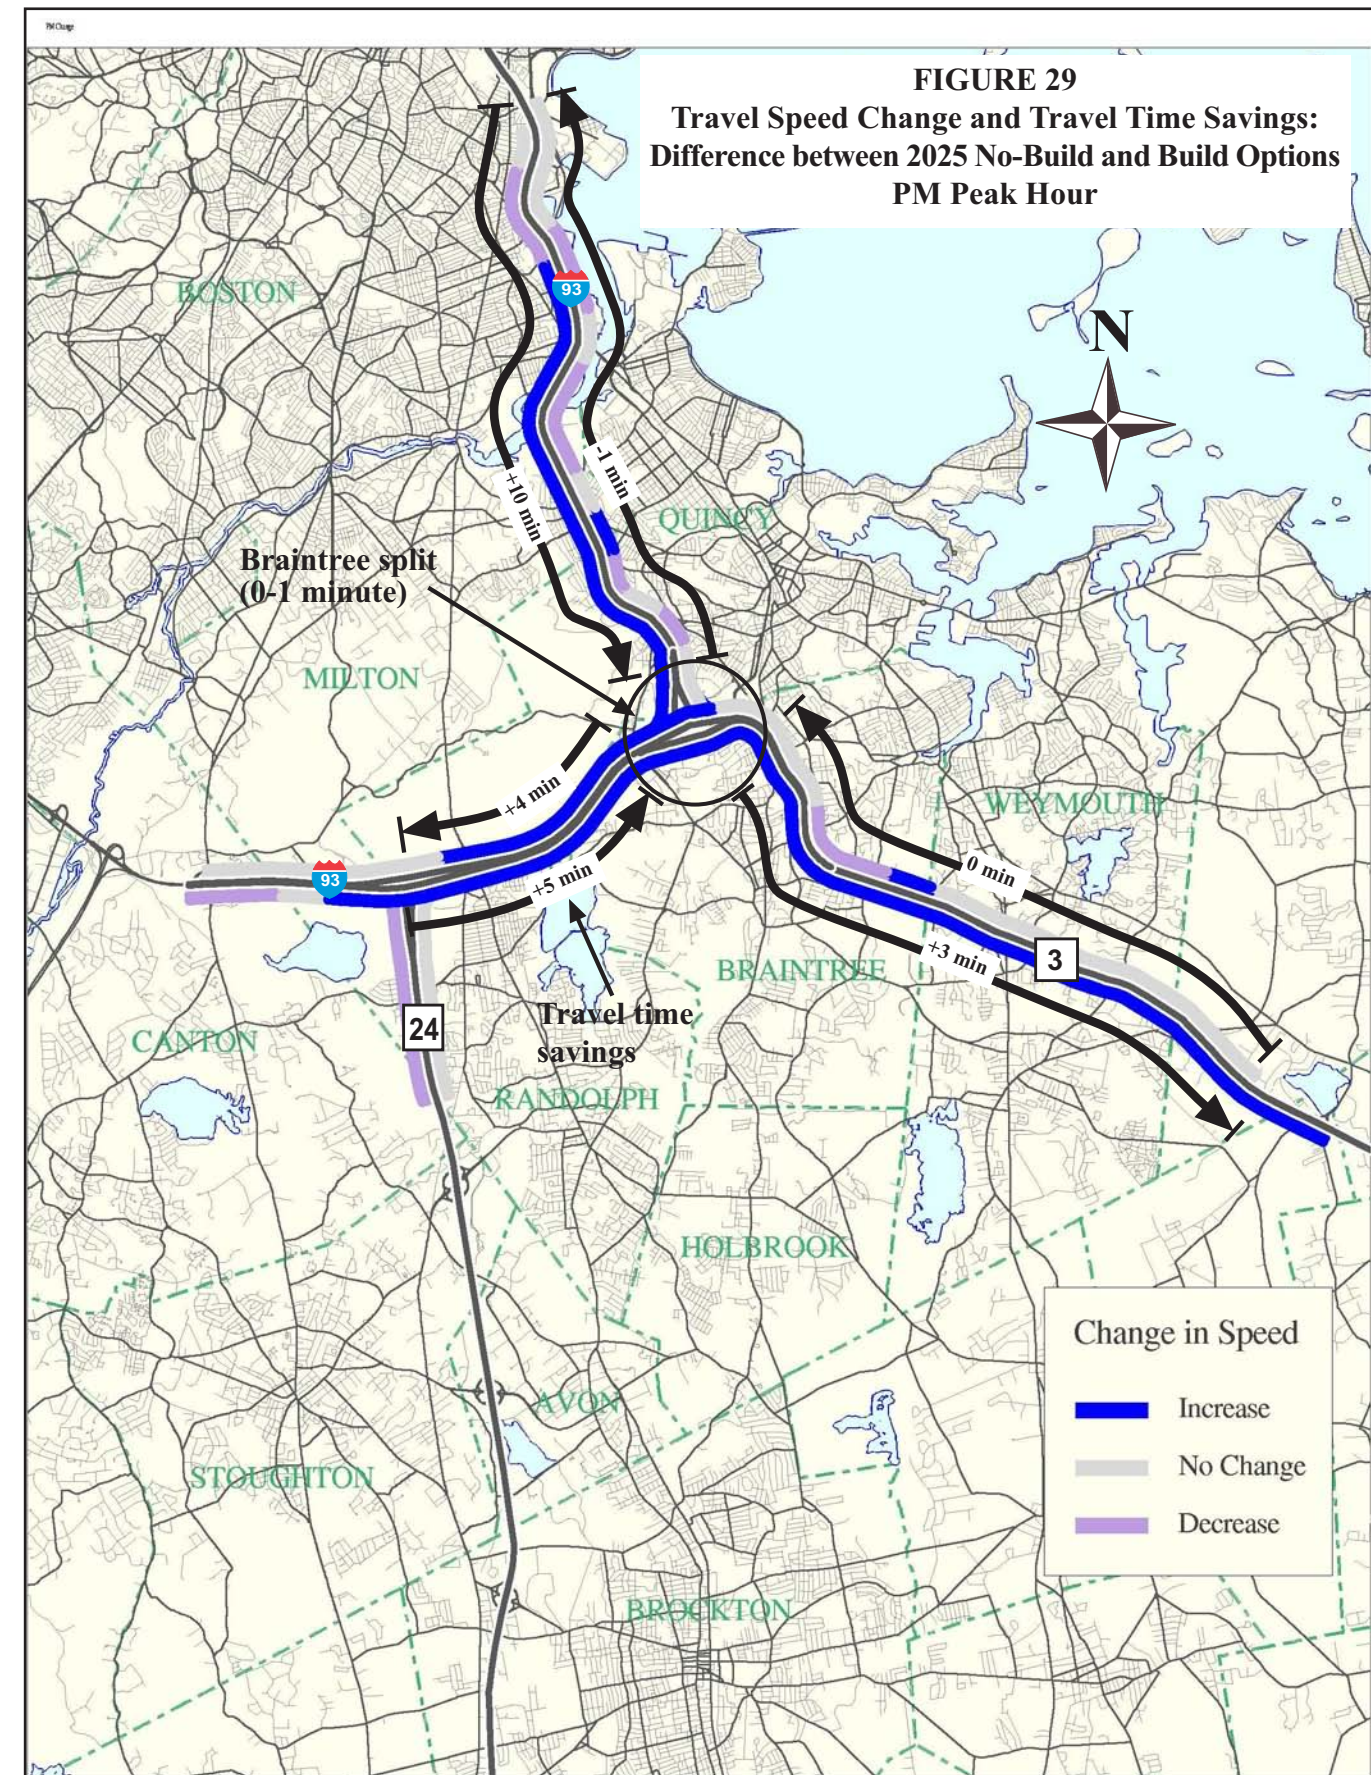 PM Change
FIGURE 29
Travel Speed Change and Travel Time Savings:
Difference between 2025 No-Build and Build Options
PM Peak Hour
BOSTON
93
N
-1 min
+10 min
QUINCY
Braintree split
(0-1 minute)
MILTON
+4 min
WEYMOUTH
93
+5 min
0 min
+3 min
3
BRAINTREE
Travel time
savings
24
CANTON
RANDOLPH
HOLBROOK
Change in Speed
Increase
No Change
Decrease
AVON
STOUGHTON
BROCKTON